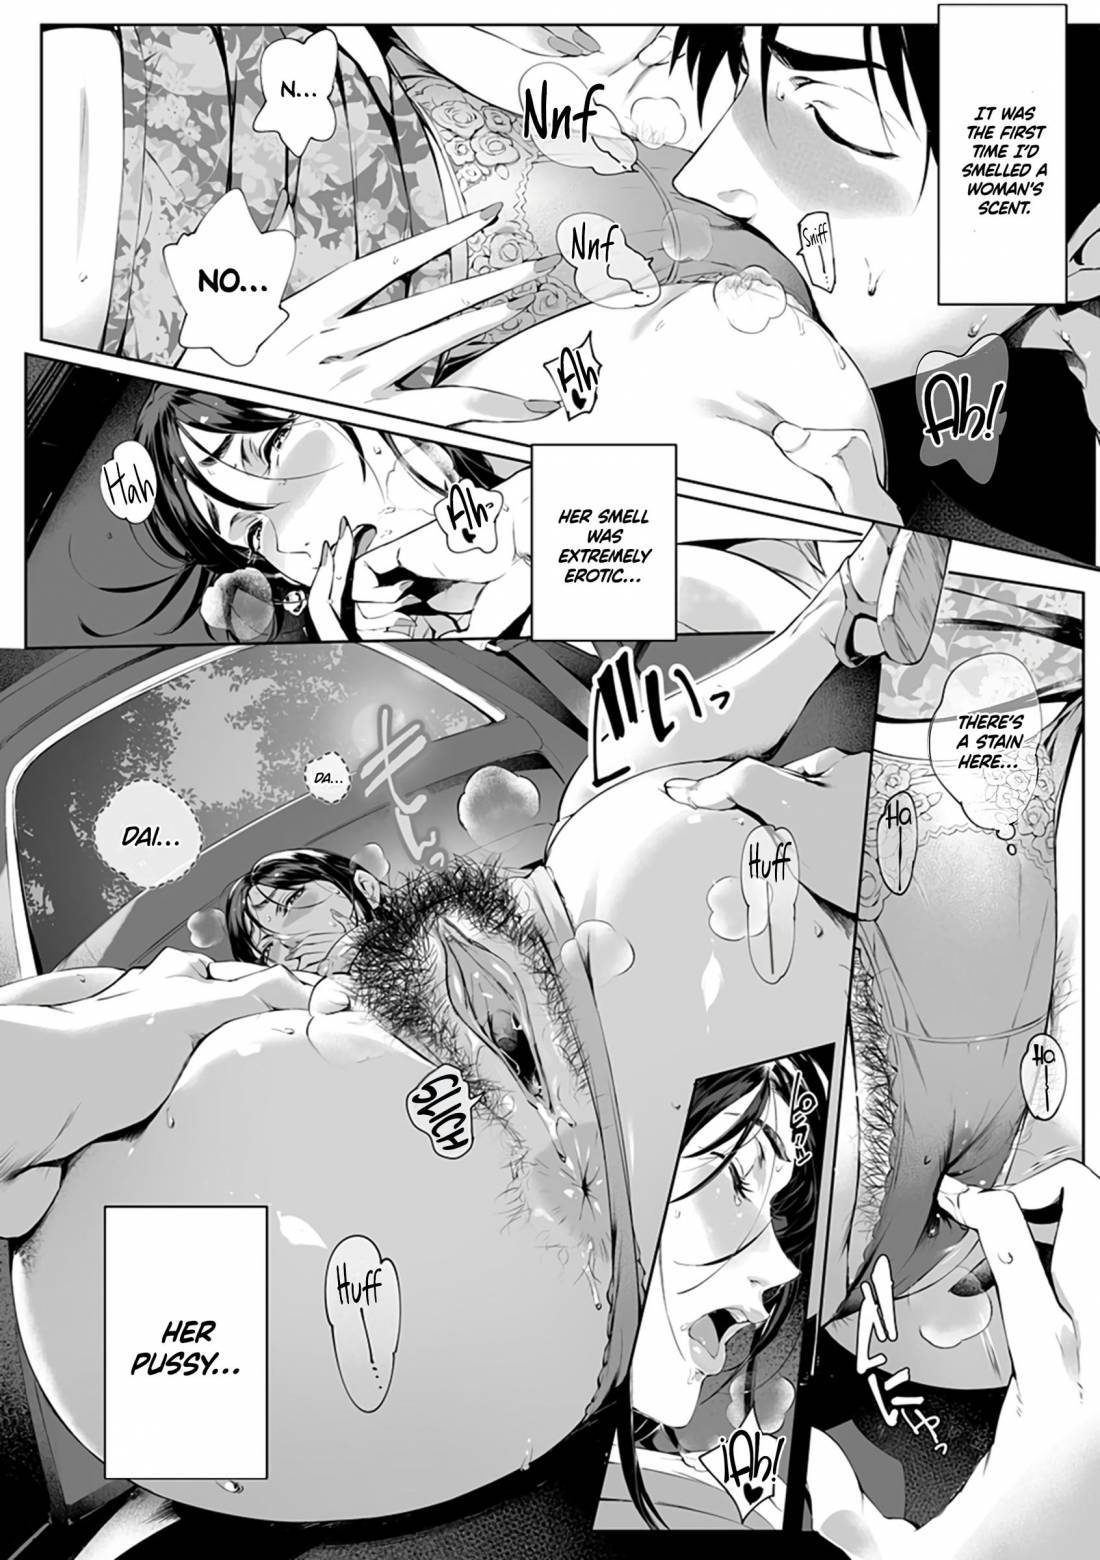 IT WAS
THE FIRST
TIME I'D
SMELLED A
WOMAN'S
SCENT.
N...
Nnf
Sniff
NO...
Nnf
Ah
Ah!
Hah
Ah
HER SMELL
WAS
EXTREMELY
EROTIC...
THERE'S
A STAIN
HERE...
DA...
DAI...
Ha
Huff
Ha
GUCH
Huff
HER
PUSSY...
¡Ah!